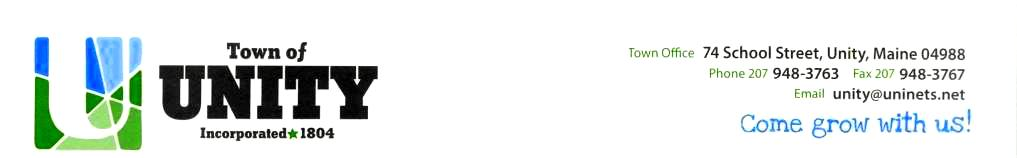 Town of
UNITY
Incorporated★1804
Town Office 74 School Street, Unity, Maine 04988
Phone 207 948-3763 Fax 207 948-3767
Email unity@uninets.net
Come grow with us!